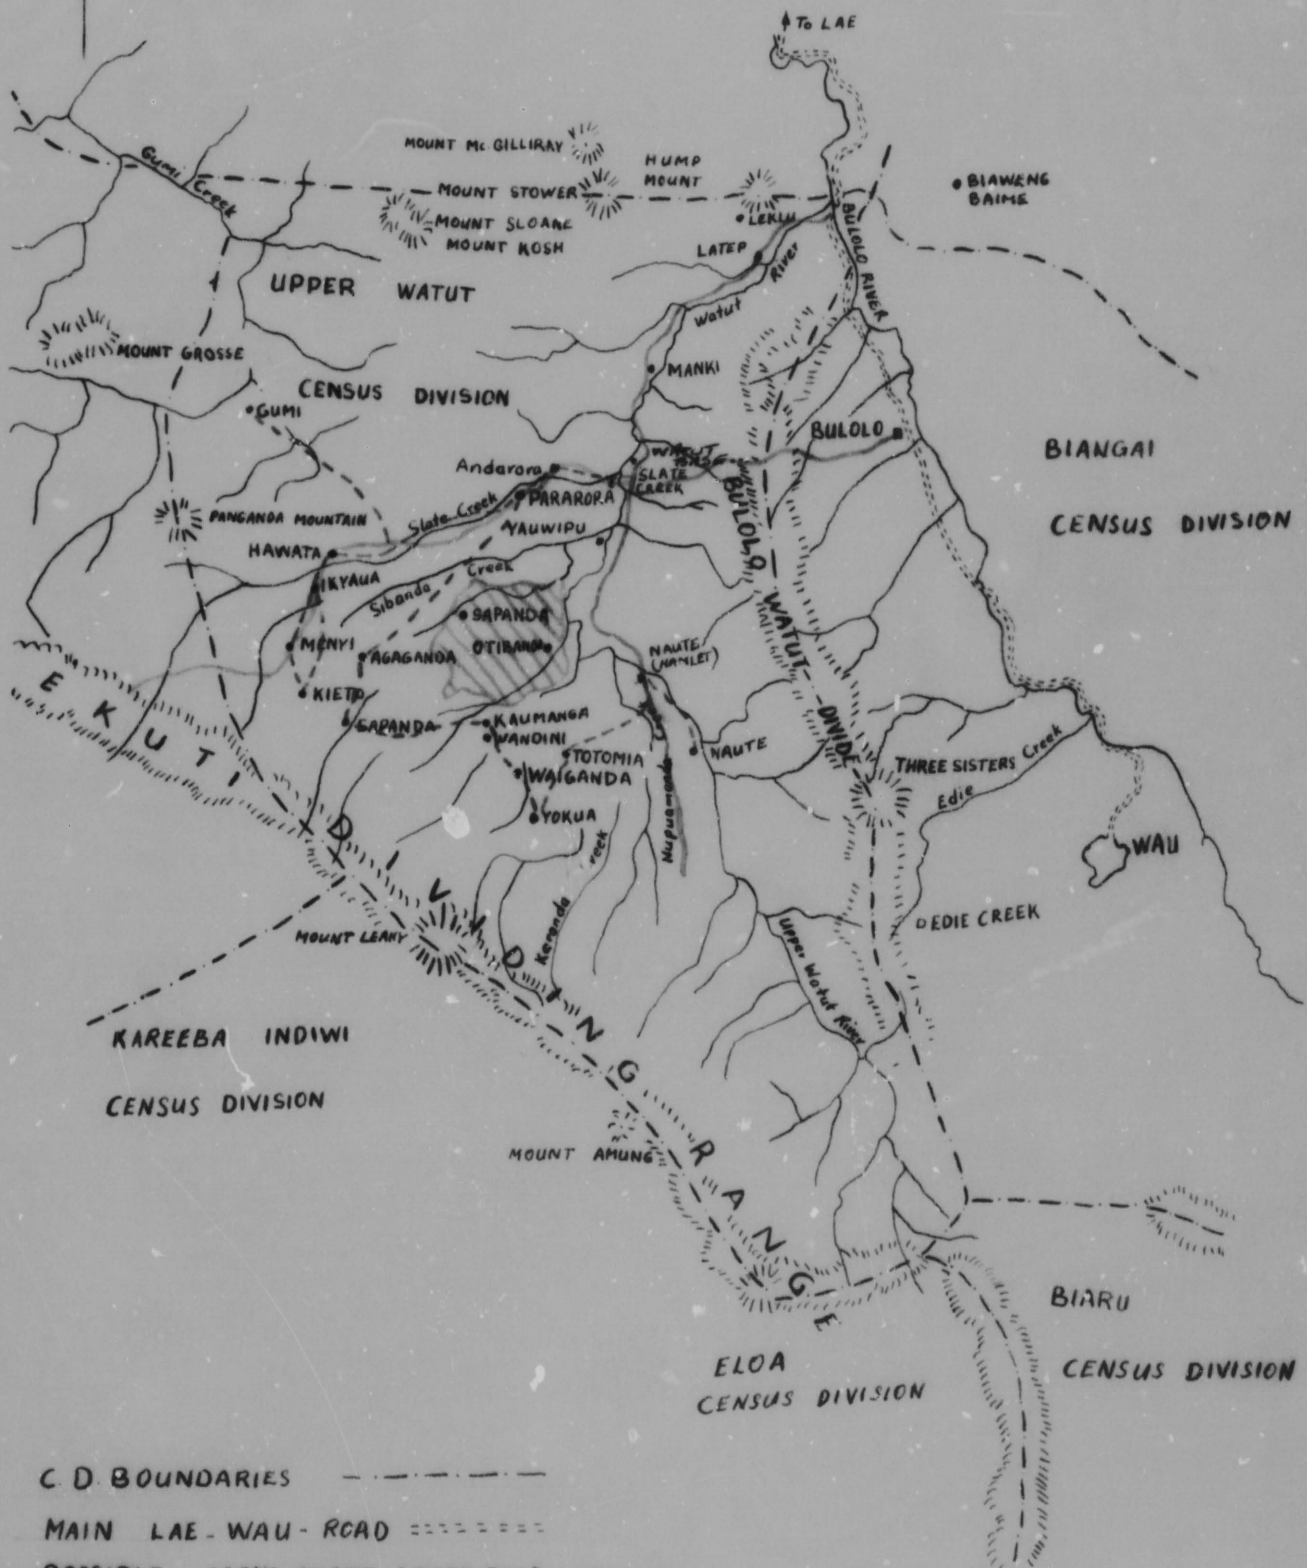 To LAE
MOUNT Mc GILLIRAY
HUMP
MOUNT
MOUNT STOWER
BIAWENG
BAIME
Gumi Creek
LEKLU
MOUNT SLOANE
MOUNT KOSH
LATEP
BULOLO RIVER
UPPER WATUT
Watut River
MOUNT GROSSE
MANKI
CENSUS DIVISION
GUMI
BULOLO
BIANGAI
CENSUS DIVISION
Andarora
SLATE
CREEK
PARARORA
Slate Creek
PANGANDA MOUNTAIN
YAUWIPU
HAWATA
IKYAUA
Sibanda Creek
SAPANDA
BULOLO WATUT DIVIDE
MENYI
AGAGANDA
OTIBANDA
NAUTE
(HAMLET)
KIETA
SAPANDA
KAUMANGA
WANDINI
NAUTE
TOTOMIA
WAIGANDA
THREE SISTERS
Edie Creek
YOKUA
WAU
EKUTI DIVIDING RANGE
Keranda Creek
EDIE CREEK
MOUNT LEAHY
Upper Watut River
KAREEBA INDIWI
CENSUS DIVISION
MOUNT AMUNG
BIARU
CENSUS DIVISION
ELOA
CENSUS DIVISION
C.D. BOUNDARIES
MAIN LAE-WAU-ROAD